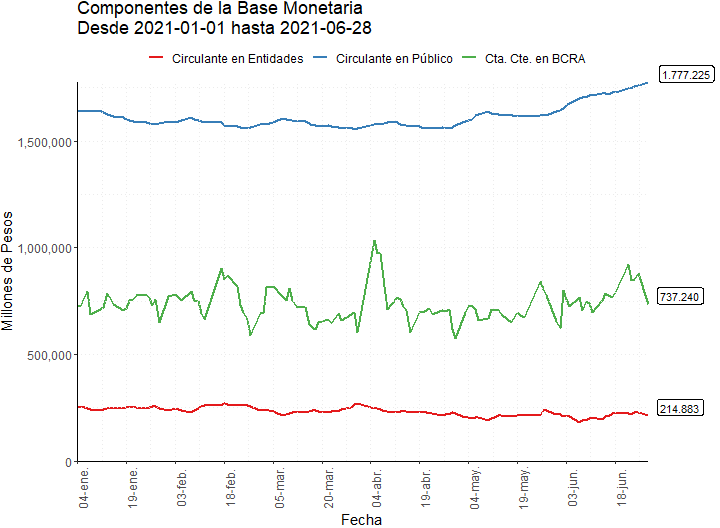 Componentes de la Base Monetaria
Desde 2021-01-01 hasta 2021-06-28
Circulante en Entidades Circulante en Público Cta. Cte. en BCRA
1.777.225
1,500,000
1,000,000
737.240
500,000
214.883
0
Millones de Pesos
04-ene. 19-ene. 03-feb. 18-feb. 05-mar. 20-mar. 04-abr. 19-abr. 04-may. 19-may. 03-jun. 18-jun.
Fecha